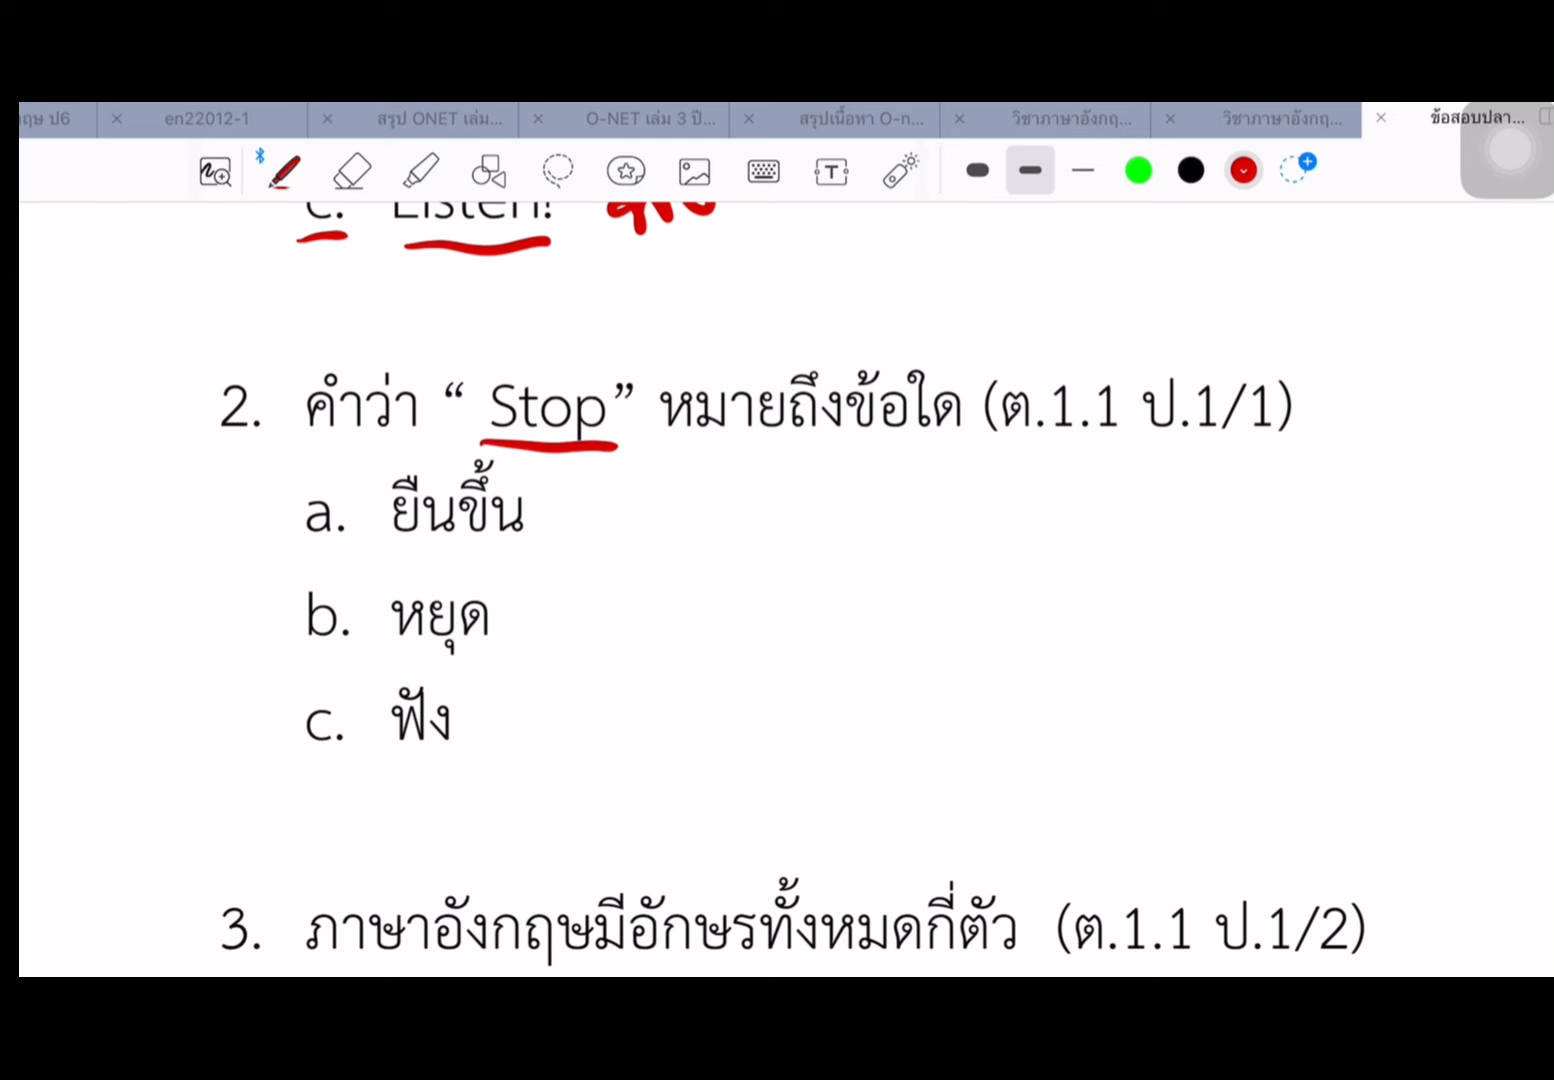 ฤษ ป6 × en22012-1 × สรุป ONET เล่ม... × O-NET เล่ม 3 ปี... × สรุปเนื้อหา O-n... × วิชาภาษาอังกฤ... × วิชาภาษาอังกฤ... × ข้อสอบปลา...
c. Listen! ฟัง
2. คำว่า “ Stop” หมายถึงข้อใด (ต.1.1 ป.1/1)
a. ยืนขึ้น
b. หยุด
c. ฟัง
3. ภาษาอังกฤษมีอักษรทั้งหมดกี่ตัว (ต.1.1 ป.1/2)